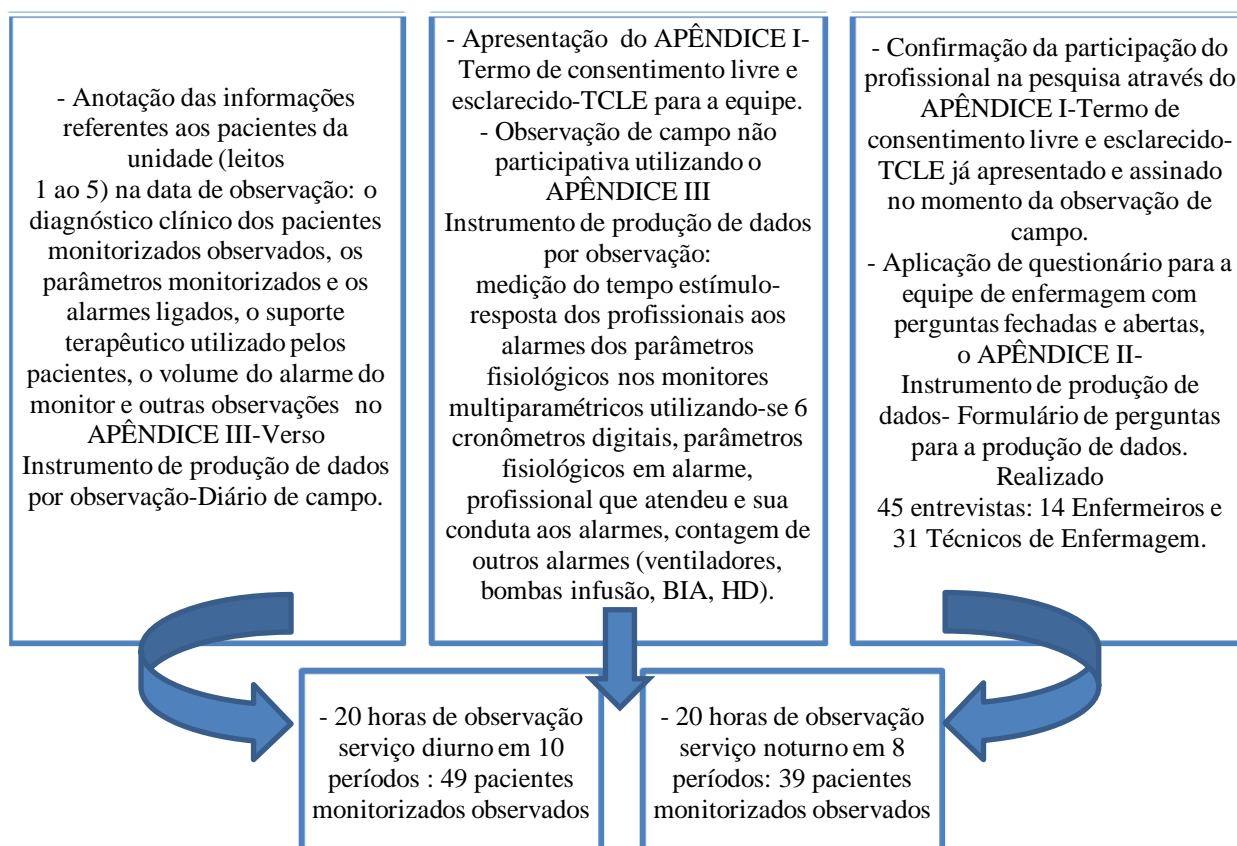 - Anotação das informações
referentes aos pacientes da
unidade (leitos
1 ao 5) na data de observação: o
diagnóstico clínico dos pacientes
monitorizados observados, os
parâmetros monitorizados e os
alarmes ligados, o suporte
terapêutico utilizado pelos
pacientes, o volume do alarme do
monitor e outras observações no
APÊNDICE III-Verso
Instrumento de produção de dados
por observação-Diário de campo.
- Apresentação do APÊNDICE I-
Termo de consentimento livre e
esclarecido-TCLE para a equipe.
- Observação de campo não
participativa utilizando o
APÊNDICE III
Instrumento de produção de dados
por observação:
medição do tempo estímulo-
resposta dos profissionais aos
alarmes dos parâmetros
fisiológicos nos monitores
multiparamétricos utilizando-se 6
cronômetros digitais, parâmetros
fisiológicos em alarme,
profissional que atendeu e sua
conduta aos alarmes, contagem de
outros alarmes (ventiladores,
bombas infusão, BIA, HD).
- Confirmação da participação do
profissional na pesquisa através do
APÊNDICE I-Termo de
consentimento livre e esclarecido-
TCLE já apresentado e assinado
no momento da observação de
campo.
- Aplicação de questionário para a
equipe de enfermagem com
perguntas fechadas e abertas,
o APÊNDICE II-
Instrumento de produção de
dados- Formulário de perguntas
para a produção de dados.
Realizado
45 entrevistas: 14 Enfermeiros e
31 Técnicos de Enfermagem.
- 20 horas de observação
serviço diurno em 10
períodos : 49 pacientes
monitorizados observados
- 20 horas de observação
serviço noturno em 8
períodos: 39 pacientes
monitorizados observados